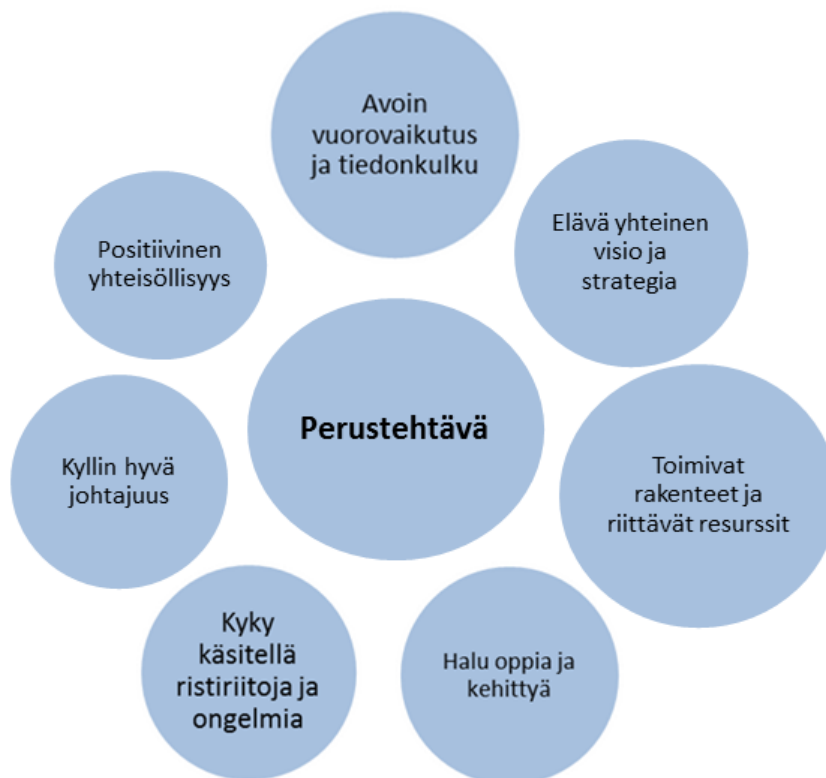 Avoin
vuorovaikutus
ja tiedonkulku
Elävä yhteinen
visio ja
strategia
Toimivat
rakenteet ja
riittävät resurssit
Halu oppia ja
kehittyä
Kyky
käsitellä
ristiriitoja ja
ongelmia
Kyllin hyvä
johtajuus
Positiivinen
yhteisöllisyys
Perustehtävä